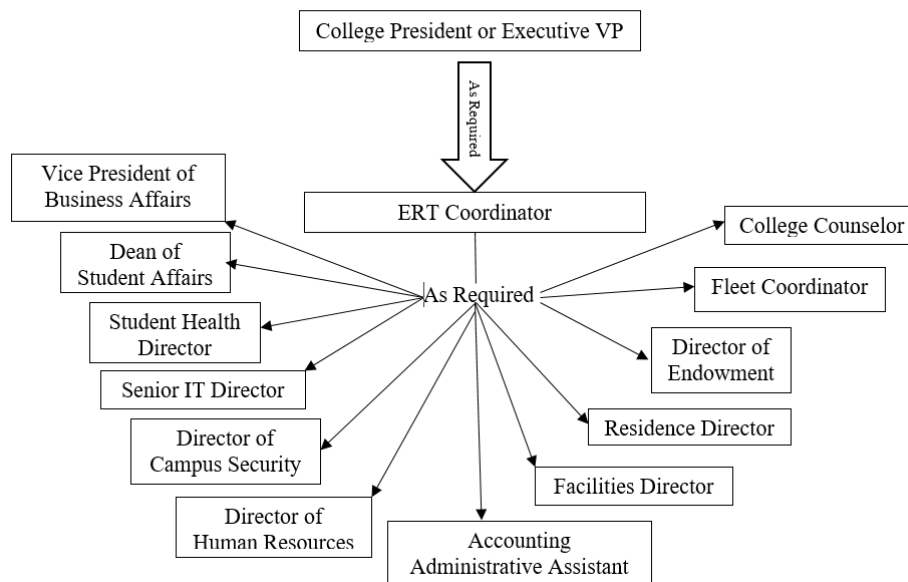 College President or Executive VP
As Required
ERT Coordinator
Vice President of
Business Affairs
Dean of
Student Affairs
Student Health
Director
Senior IT Director
Director of
Campus Security
Director of
Human Resources
As Required
College Counselor
Fleet Coordinator
Director of
Endowment
Residence Director
Facilities Director
Accounting
Administrative Assistant